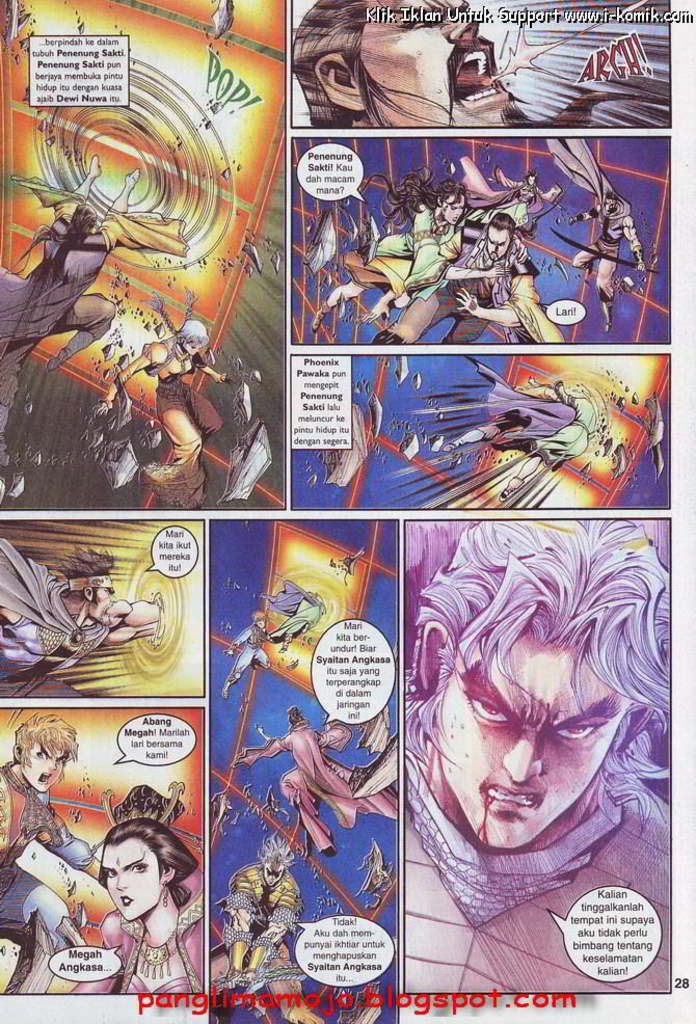 Klik Iklan Untuk Support www.i-komik.com
...berpindah ke dalam
tubuh Penenung Sakti.
Penenung Sakti pun
berjaya membuka pintu
hidup itu dengan kuasa
ajaib Dewi Nuwa itu.
POP!
ARGH!
Penenung
Sakti! Kau
dah macam
mana?
Lari!
Phoenix
Pawaka pun
mengepit
Penenung
Sakti lalu
meluncur ke
pintu hidup itu
dengan segera.
Mari
kita ikut
mereka
itu!
Abang
Megah! Marilah
lari bersama
kami!
Megah
Angkasa...
Mari
kita ber-
undur! Biar
Syaitan Angkasa
itu saja yang
terperangkap
di dalam
jaringan
ini!
Tidak!
Aku dah mem-
punyai ikhtiar untuk
menghapuskan
Syaitan Angkasa
itu...
Kalian
tinggalkanlah
tempat ini supaya
aku tidak perlu
bimbang tentang
keselamatan
kalian!
28
panglimamojo.blogspot.com